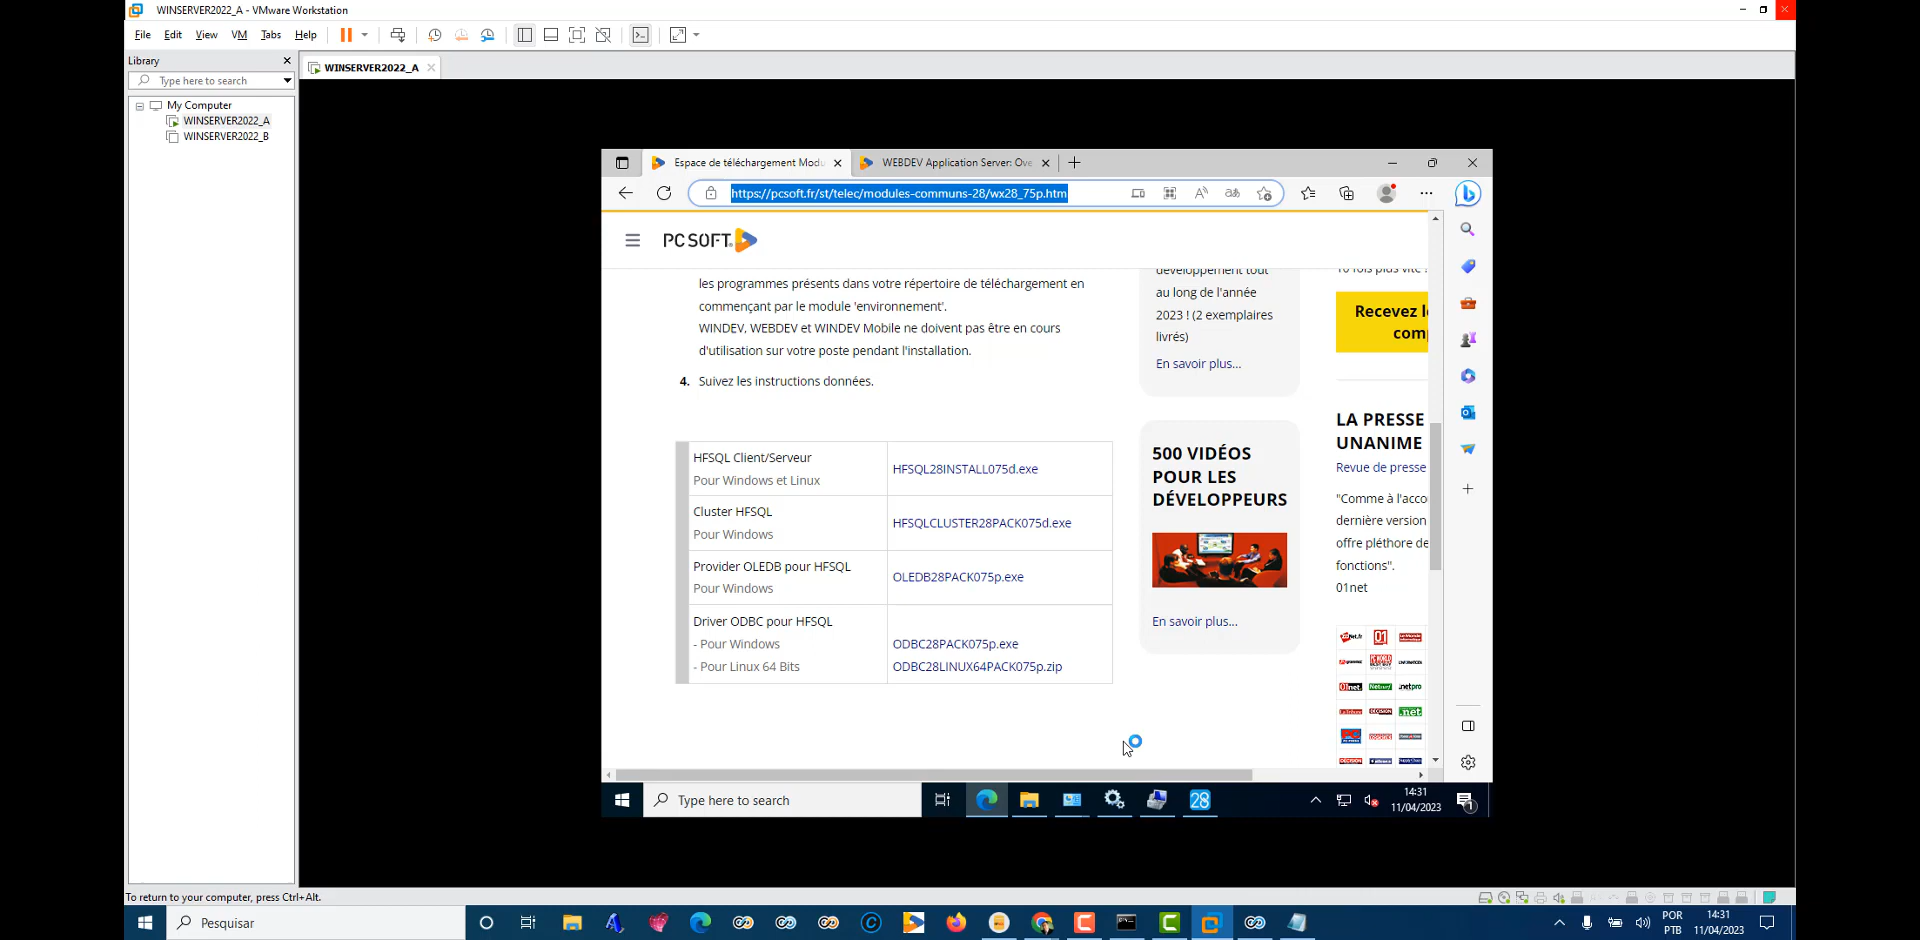 WINSERVER2022_A - VMware Workstation
File Edit View VM Tabs Help
Library
WINSERVER2022_A
Type here to search
My Computer
WINSERVER2022_A
WINSERVER2022_B
Espace de téléchargement Modu
WEBDEV Application Server: Ove
https://pcsoft.fr/st/telec/modules-communs-28/wx28_75p.htm
PC SOFT
les programmes présents dans votre répertoire de téléchargement en
commençant par le module 'environnement'.
WINDEV, WEBDEV et WINDEV Mobile ne doivent pas être en cours
d'utilisation sur votre poste pendant l'installation.
4. Suivez les instructions données.
HFSQL Client/Serveur
Pour Windows et Linux
HFSQL28INSTALL075d.exe
Cluster HFSQL
Pour Windows
HFSQLCLUSTER28PACK075d.exe
Provider OLEDB pour HFSQL
Pour Windows
OLEDB28PACK075p.exe
Driver ODBC pour HFSQL
- Pour Windows
ODBC28PACK075p.exe
- Pour Linux 64 Bits
ODBC28LINUX64PACK075p.zip
développement tout
au long de l'année
2023 ! (2 exemplaires
livrés)
En savoir plus...
500 VIDÉOS
POUR LES
DÉVELOPPEURS
En savoir plus...
10 fois plus vite !
Recevez l
com
LA PRESSE
UNANIME
Revue de presse
"Comme à l'acco
dernière version
offre pléthore de
fonctions".
01net
Type here to search
28
14:31
11/04/2023
1
To return to your computer, press Ctrl+Alt.
Pesquisar
POR
PTB
14:31
11/04/2023